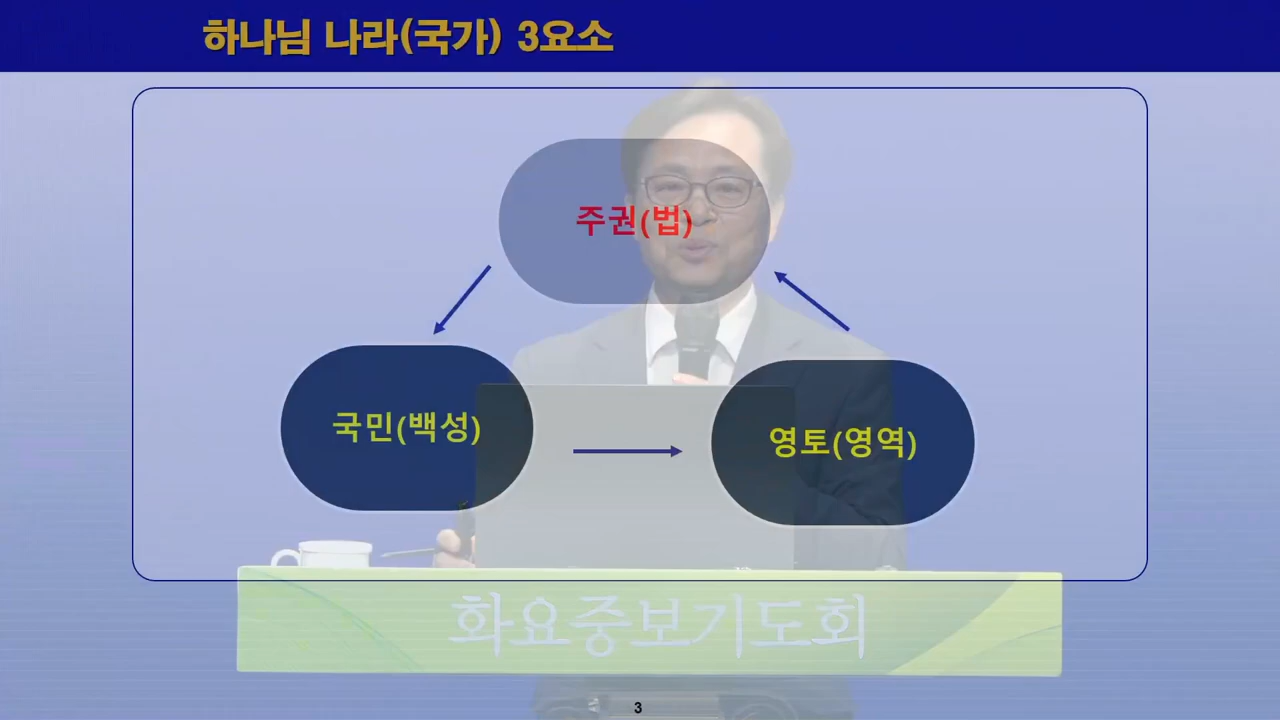 하나님 나라(국가) 3요소
주권(법)
국민(백성)
영토(영역)
화요중보기도회
3